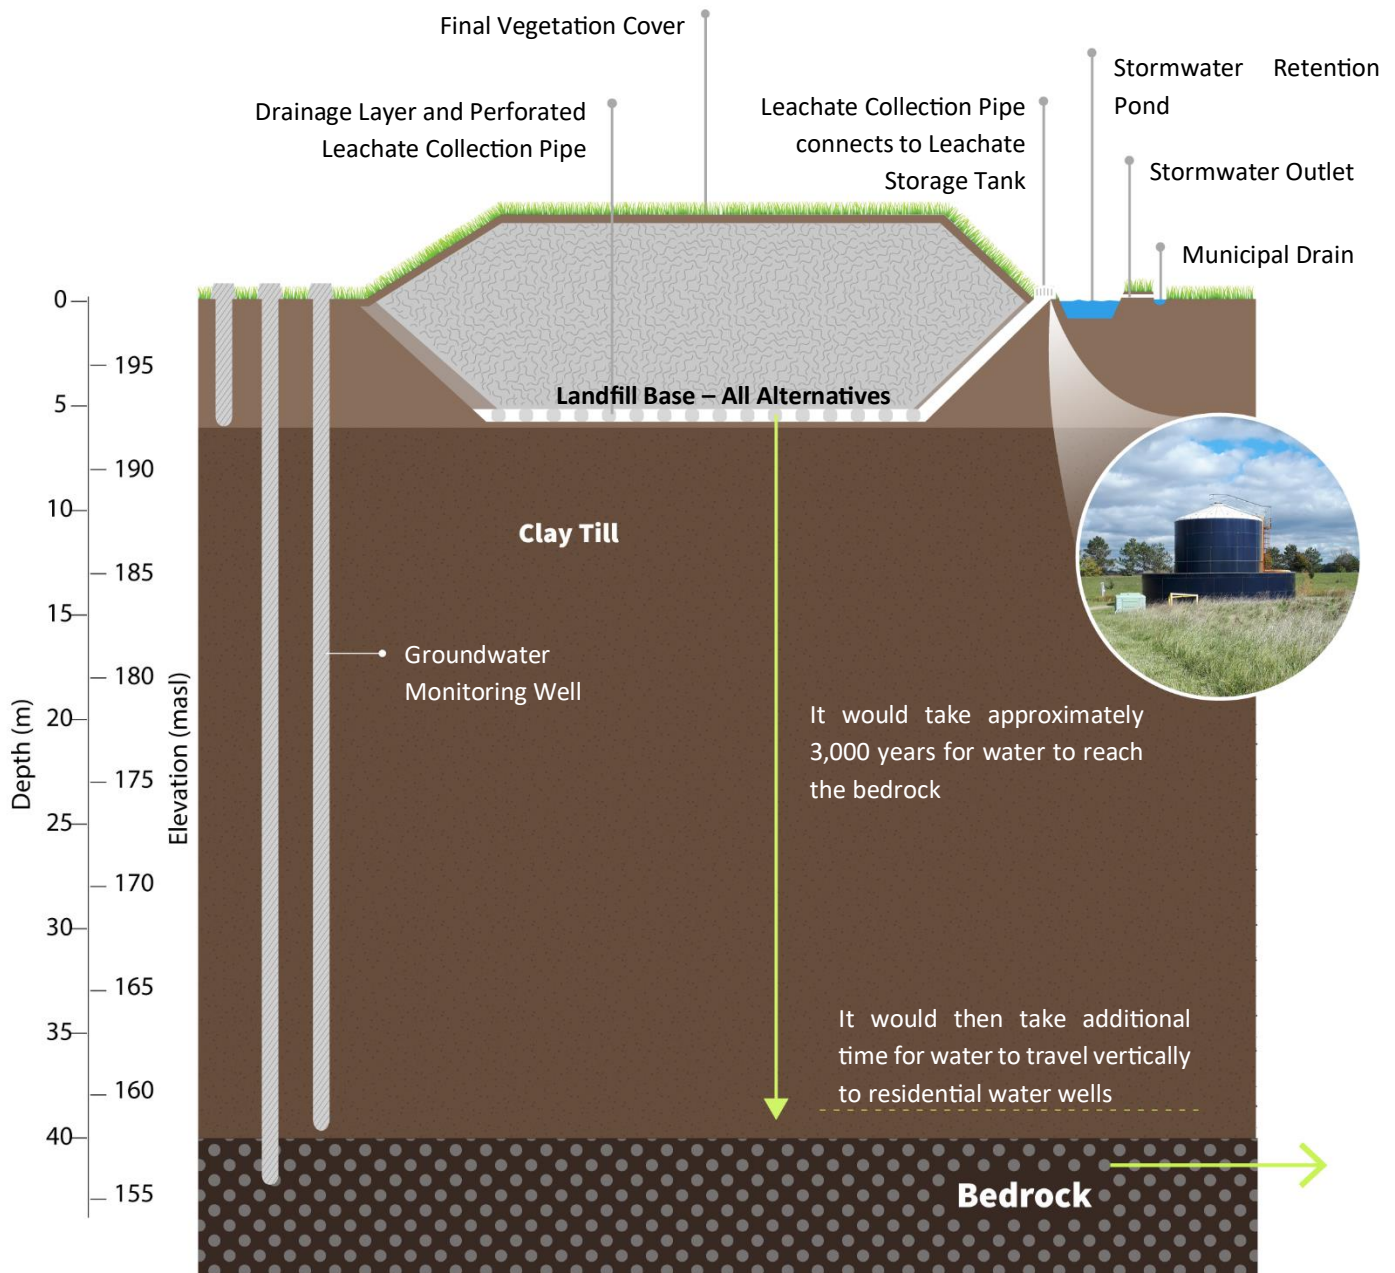 Final Vegetation Cover
Stormwater Retention
Pond
Drainage Layer and Perforated
Leachate Collection Pipe
Leachate Collection Pipe
connects to Leachate
Storage Tank
Stormwater Outlet
Municipal Drain
0
195
5
Landfill Base – All Alternatives
190
10
Clay Till
185
15
Groundwater
Monitoring Well
180
20
Depth (m)
Elevation (masl)
It would take approximately
3,000 years for water to reach
the bedrock
175
25
170
30
165
35
It would then take additional
time for water to travel vertically
to residential water wells
160
40
155
Bedrock